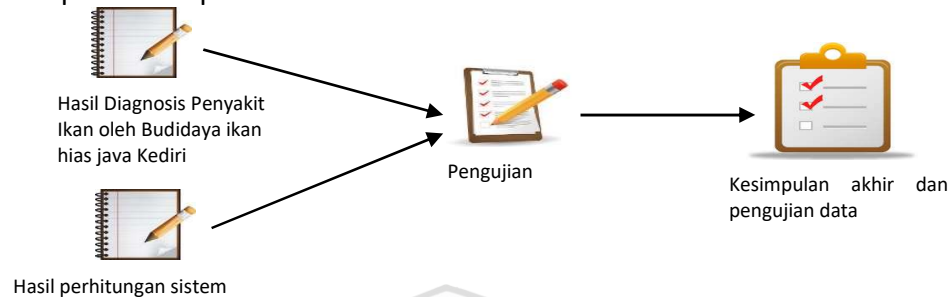 Hasil Diagnosis Penyakit
Ikan oleh Budidaya ikan
hias java Kediri
Pengujian
Kesimpulan akhir dan
pengujian data
Hasil perhitungan sistem